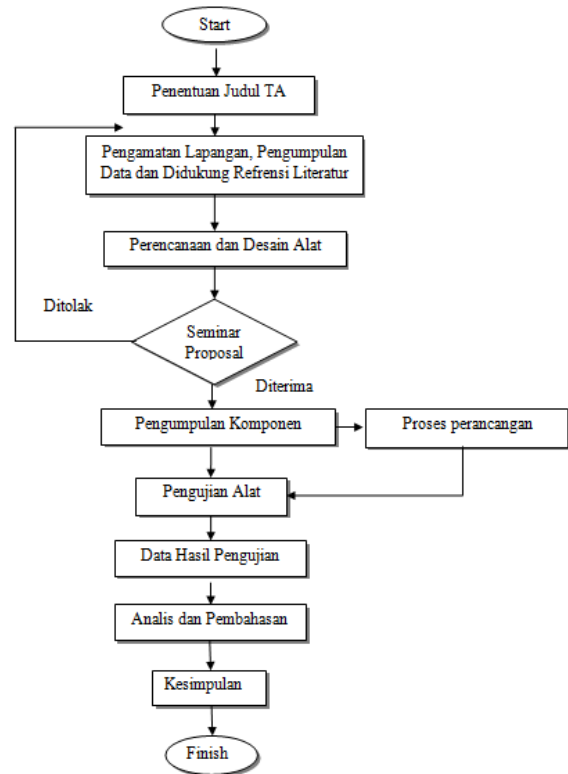 Start
Penentuan Judul TA
Pengamatan Lapangan, Pengumpulan
Data dan Didukung Refrensi Literatur
Perencanaan dan Desain Alat
Ditolak
Seminar
Proposal
Diterima
Pengumpulan Komponen
Proses perancangan
Pengujian Alat
Data Hasil Pengujian
Analis dan Pembahasan
Kesimpulan
Finish